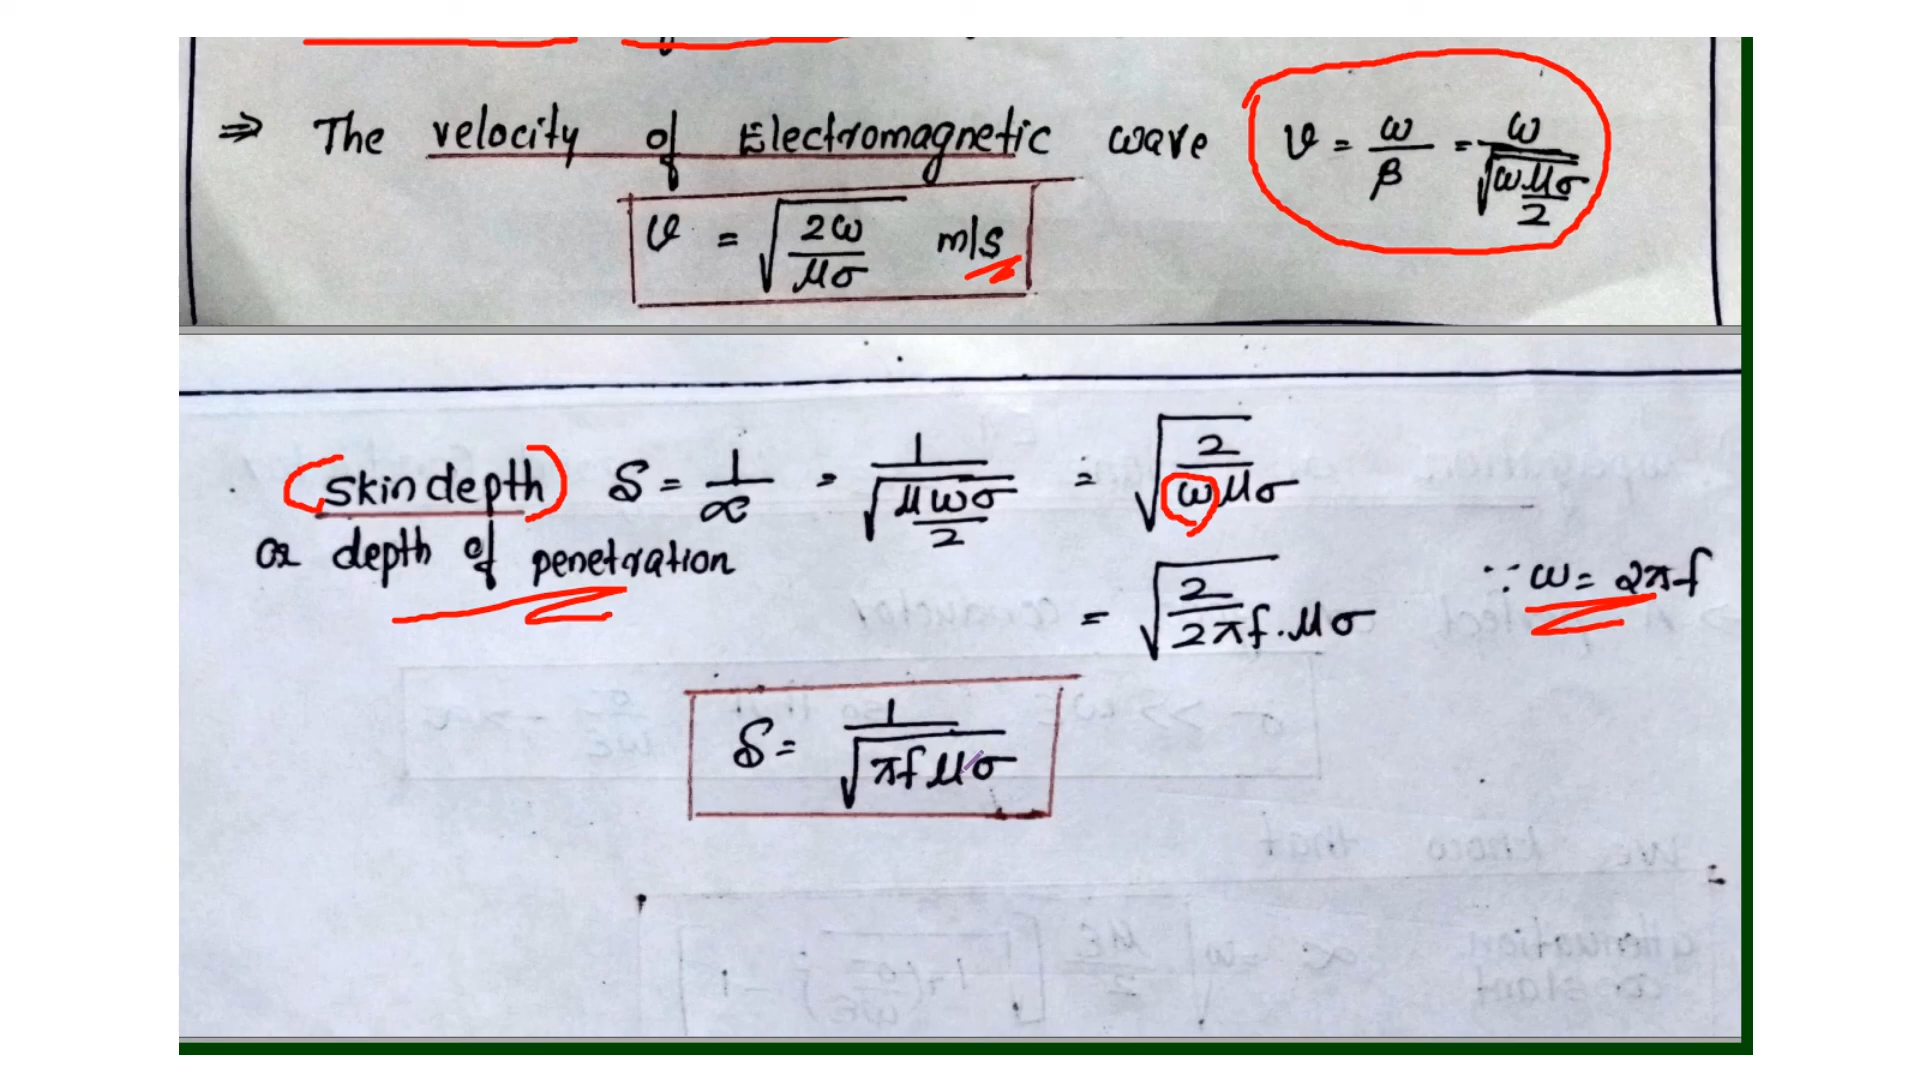 ⇒ The velocity of Electromagnetic wave v = ω/β = ω/√(ωμσ/2)
v = √(2ω/μσ) m/s
skin depth δ = 1/α = 1/√(μωσ/2) = √(2/ωμσ)
or depth of penetration
= √(2/2πf.μσ) ∵ ω = 2πf
δ = 1/√(πfμσ)